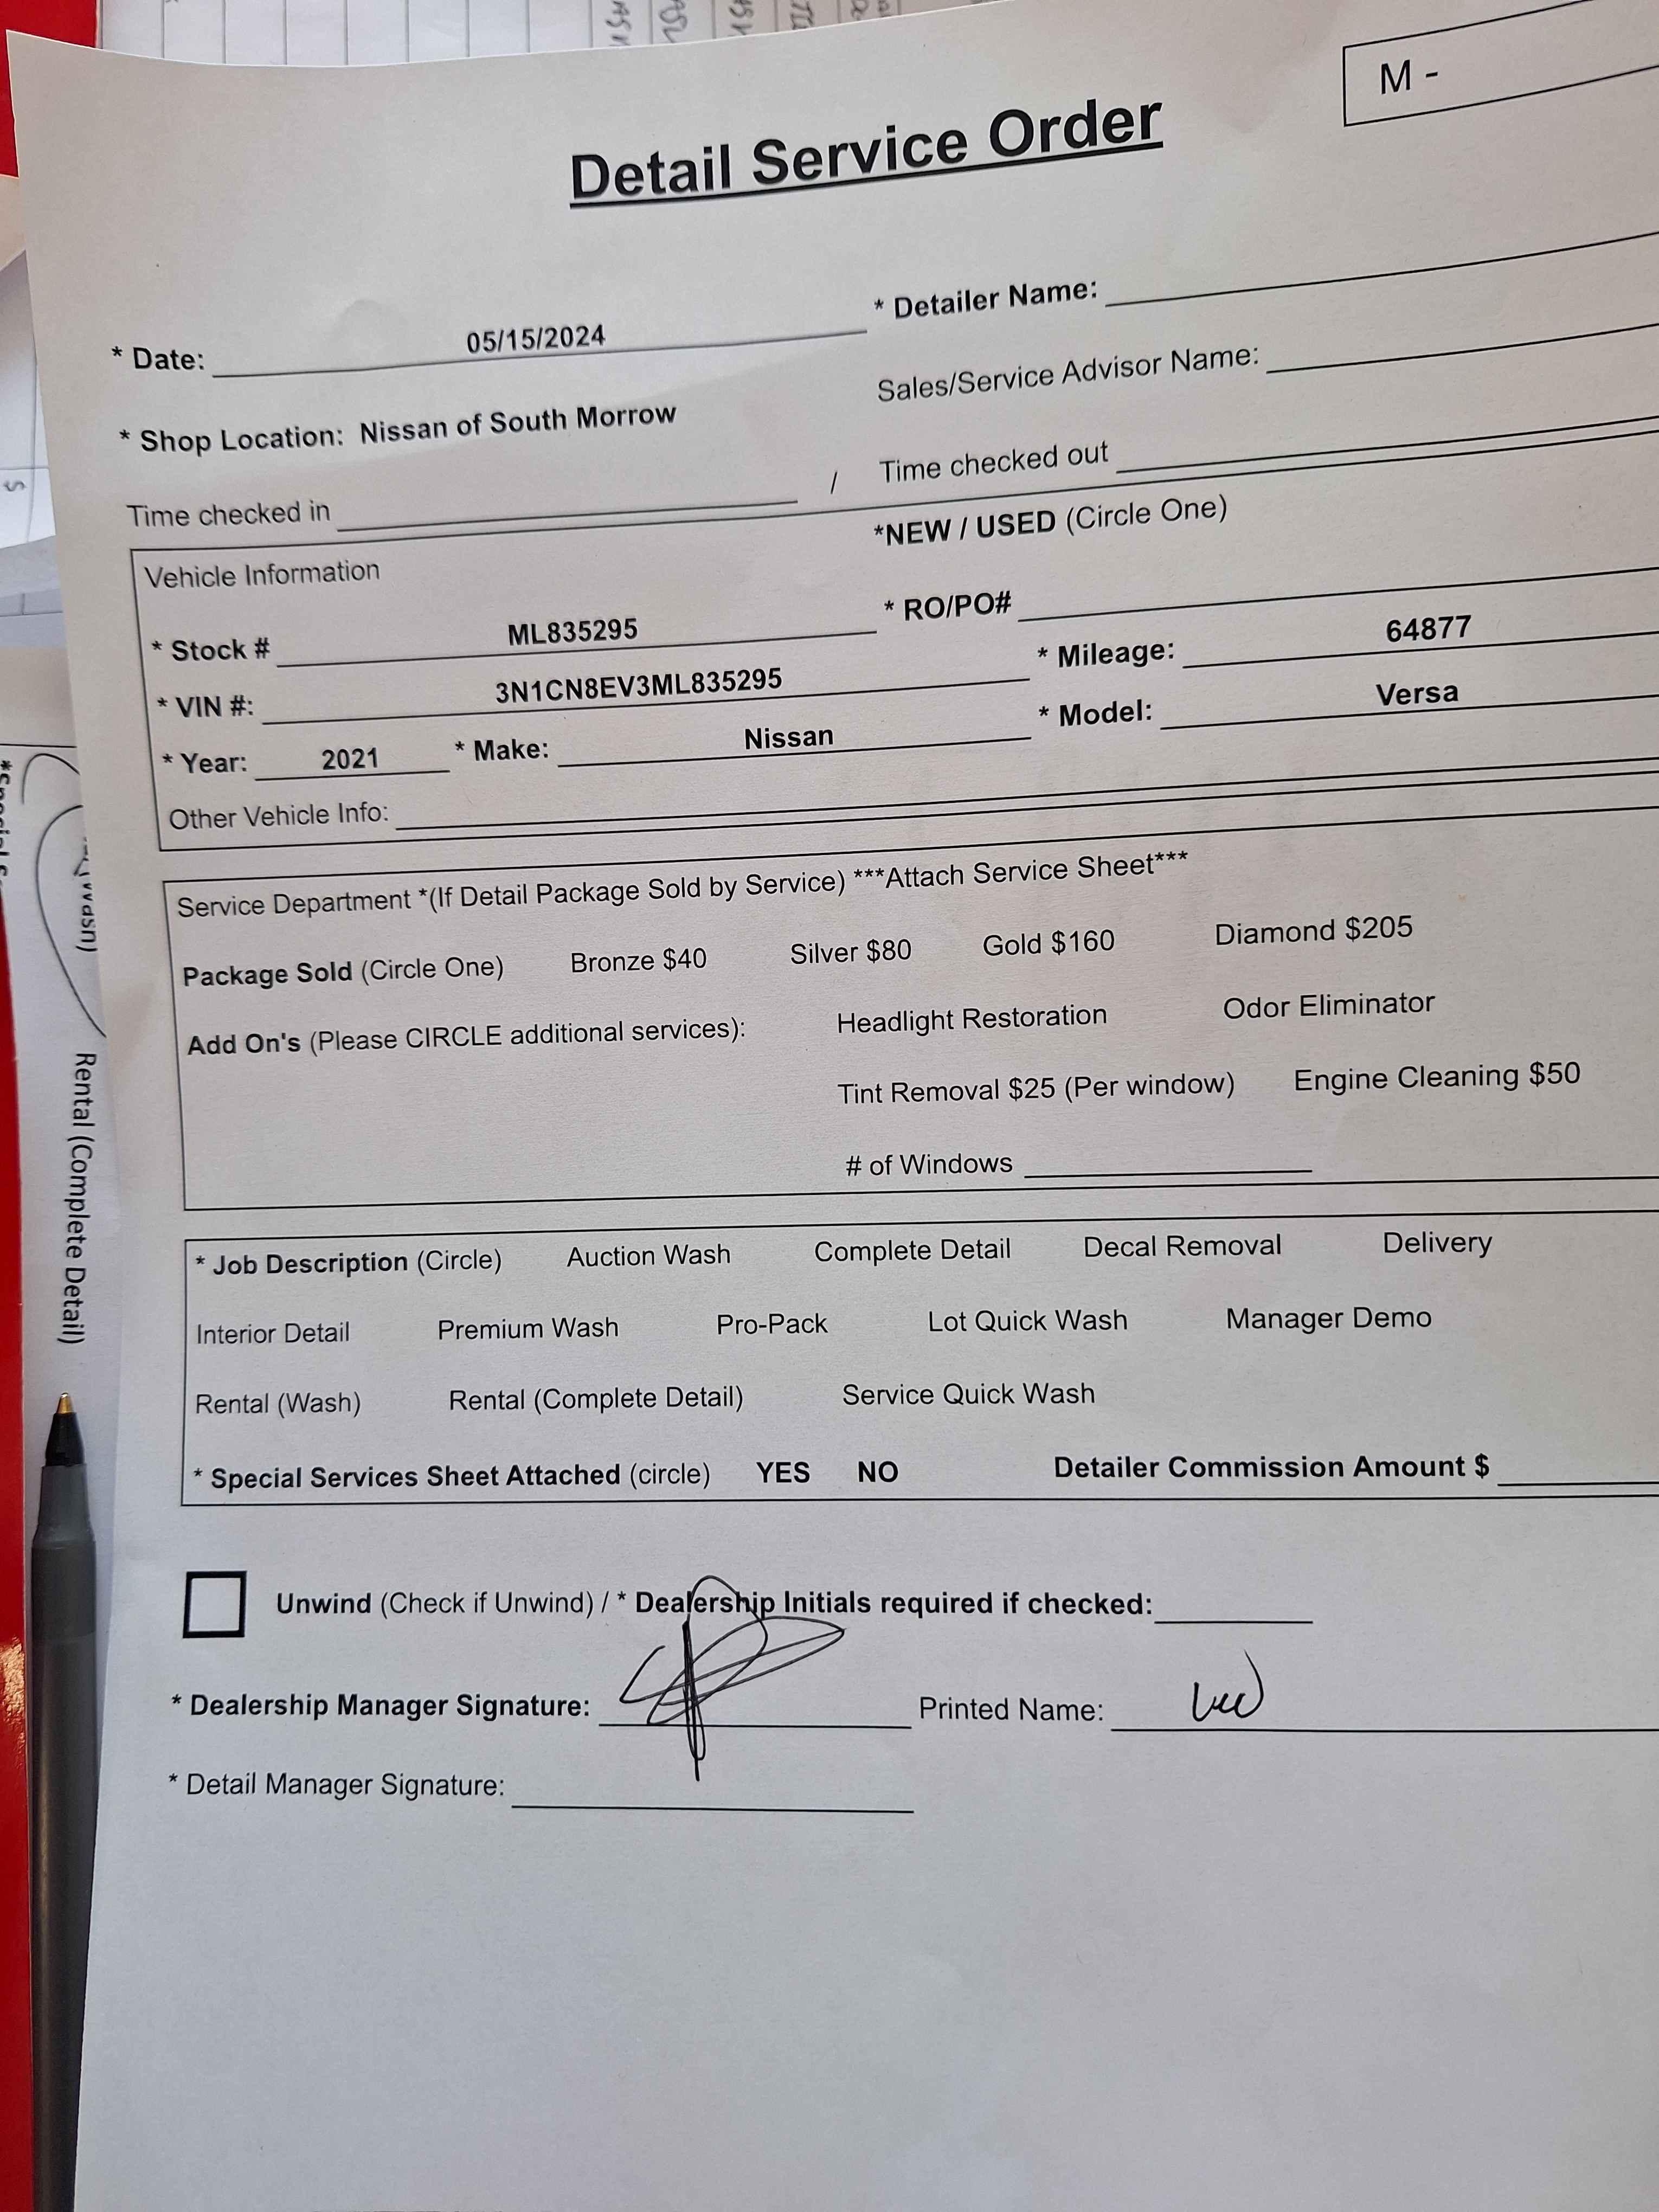 M -
Detail Service Order
* Date: 05/15/2024 * Detailer Name:
* Shop Location: Nissan of South Morrow Sales/Service Advisor Name:
Time checked in / Time checked out
Vehicle Information *NEW / USED (Circle One)
* Stock # ML835295 * RO/PO#
* VIN #: 3N1CN8EV3ML835295 * Mileage: 64877
* Year: 2021 * Make: Nissan * Model: Versa
Other Vehicle Info:
Service Department *(If Detail Package Sold by Service) ***Attach Service Sheet***
Package Sold (Circle One) Bronze $40 Silver $80 Gold $160 Diamond $205
Add On's (Please CIRCLE additional services): Headlight Restoration Odor Eliminator
Tint Removal $25 (Per window) Engine Cleaning $50
# of Windows
* Job Description (Circle) Auction Wash Complete Detail Decal Removal Delivery
Interior Detail Premium Wash Pro-Pack Lot Quick Wash Manager Demo
Rental (Wash) Rental (Complete Detail) Service Quick Wash
* Special Services Sheet Attached (circle) YES NO Detailer Commission Amount $
Unwind (Check if Unwind) / * Dealership Initials required if checked:
* Dealership Manager Signature: Printed Name:
* Detail Manager Signature:
Rental (Complete Detail)